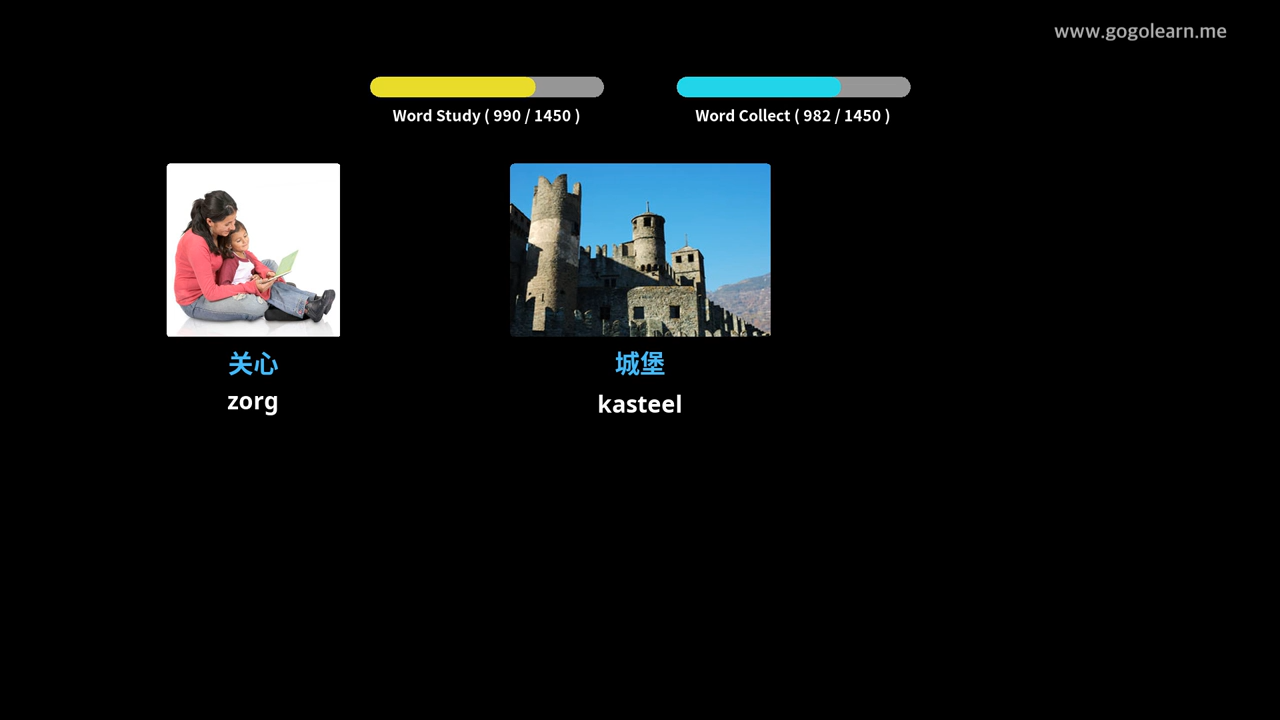 www.gogolearn.me
Word Study ( 990 / 1450 )
Word Collect ( 982 / 1450 )
关心
zorg
城堡
kasteel